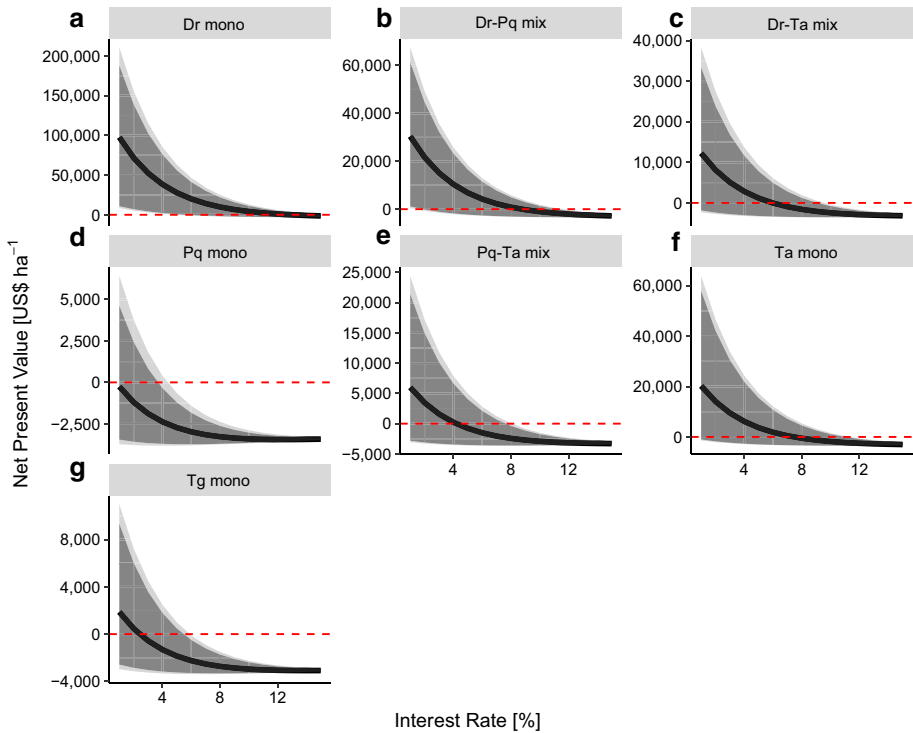 a
Dr mono
200,000
150,000
100,000
50,000
0
b
Dr-Pq mix
60,000
40,000
20,000
0
c
Dr-Ta mix
40,000
30,000
20,000
10,000
0
d
Pq mono
5,000
2,500
0
−2,500
e
Pq-Ta mix
25,000
20,000
15,000
10,000
5,000
0
−5,000
4 8 12
f
Ta mono
60,000
40,000
20,000
0
4 8 12
g
Tg mono
8,000
4,000
0
−4,000
4 8 12
Net Present Value [US$ ha⁻¹]
Interest Rate [%]